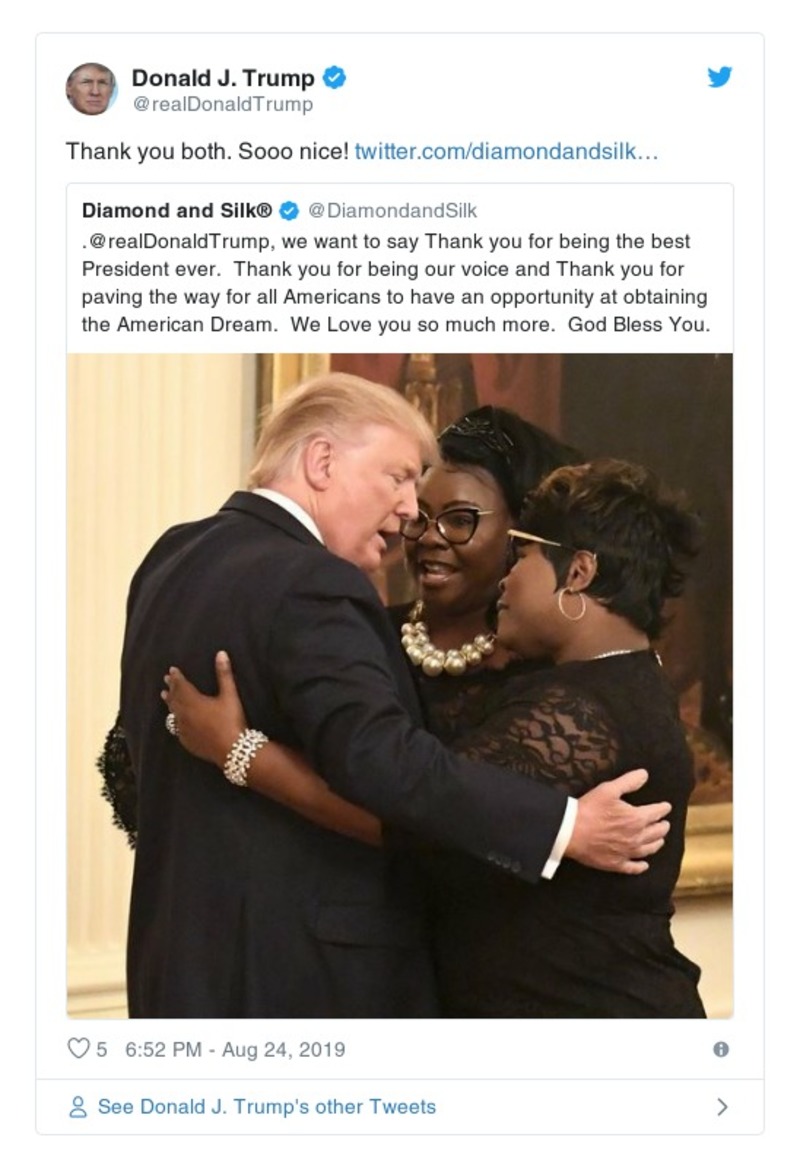 Donald J. Trump
@realDonaldTrump
Thank you both. Sooo nice! twitter.com/diamondandsilk…
Diamond and Silk® @DiamondandSilk
.@realDonaldTrump, we want to say Thank you for being the best
President ever.  Thank you for being our voice and Thank you for
paving the way for all Americans to have an opportunity at obtaining
the American Dream.  We Love you so much more.  God Bless You.
5 6:52 PM - Aug 24, 2019
See Donald J. Trump's other Tweets